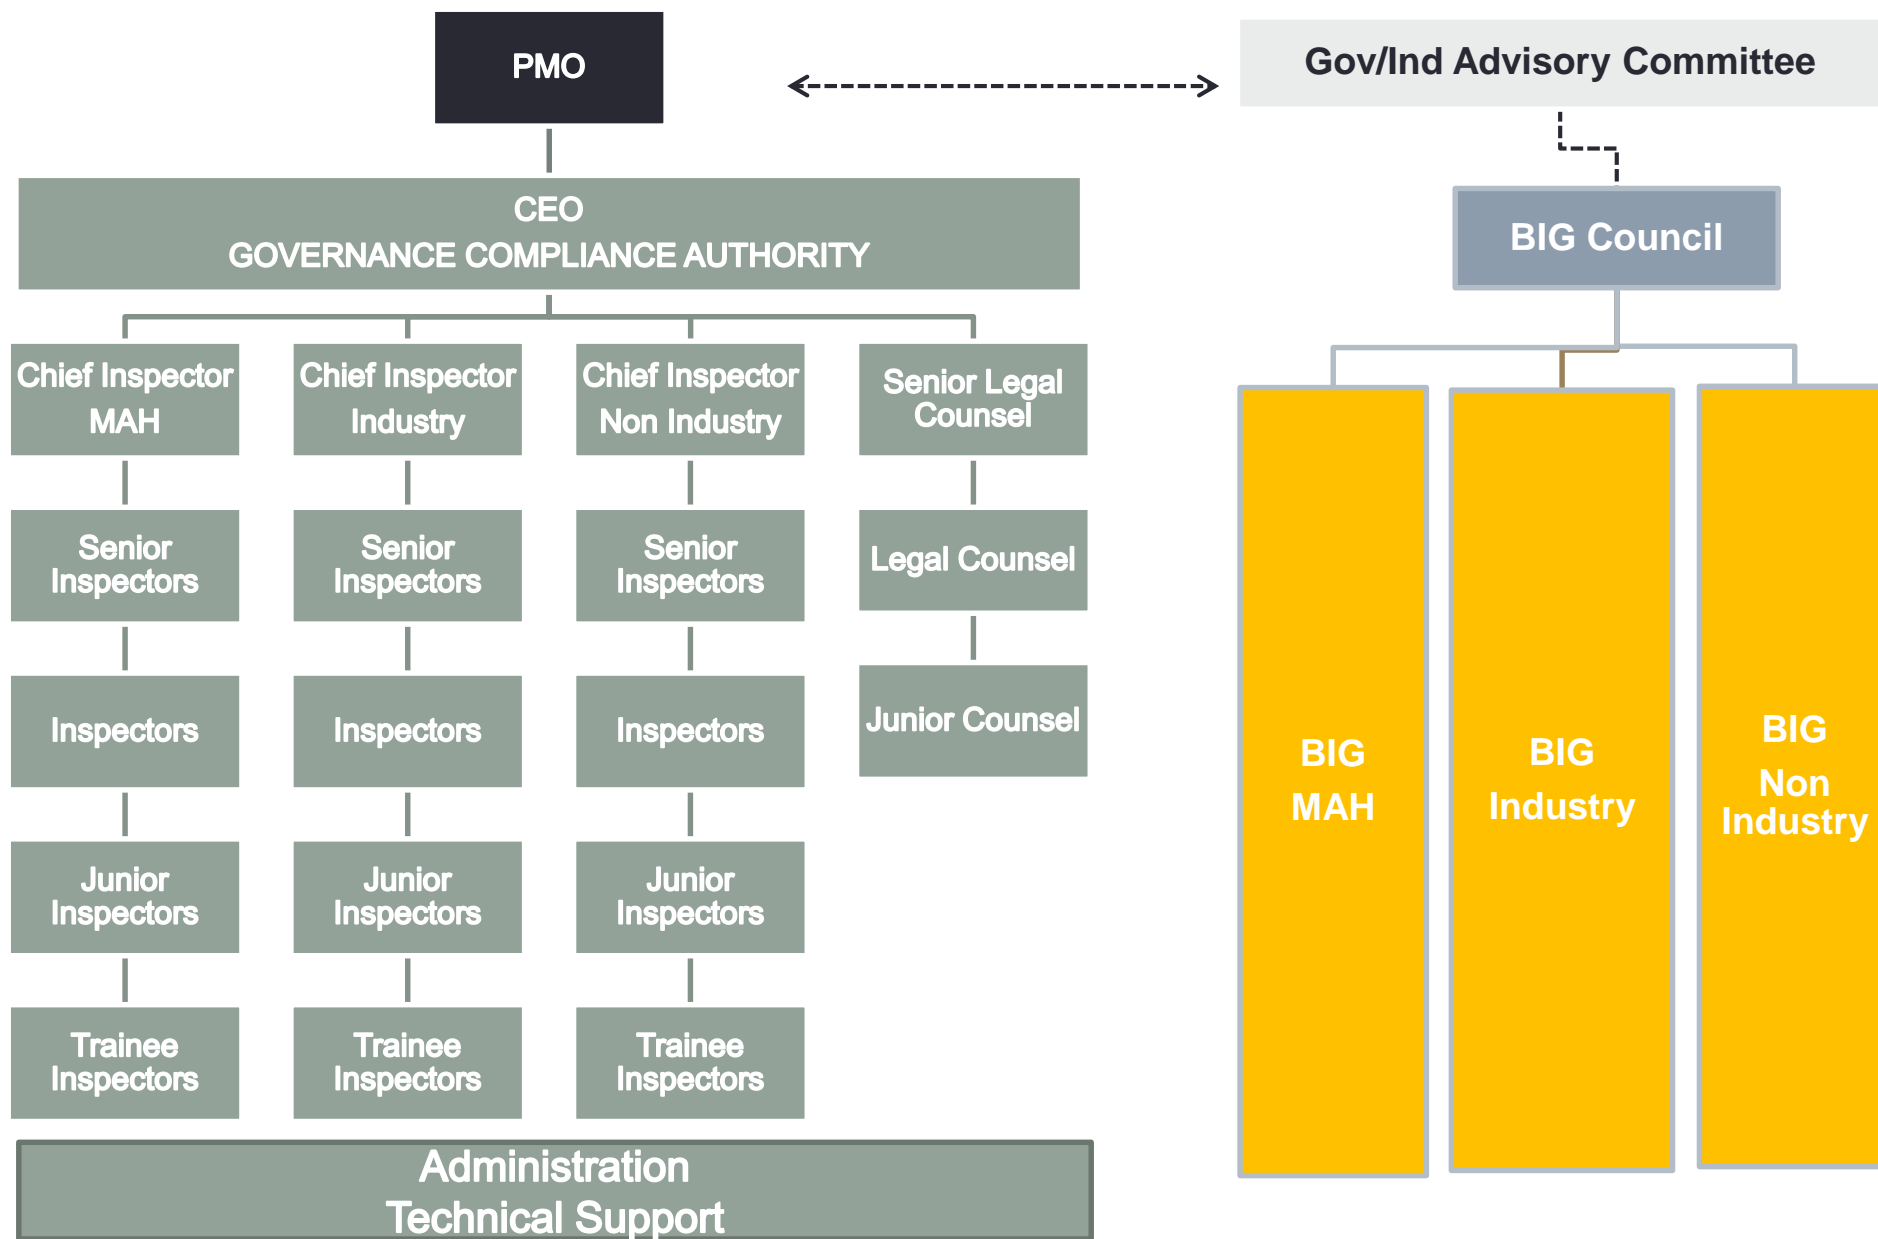 PMO
Gov/Ind Advisory Committee
CEO
GOVERNANCE COMPLIANCE AUTHORITY
BIG Council
Chief Inspector
MAH
Chief Inspector
Industry
Chief Inspector
Non Industry
Senior Legal
Counsel
Senior
Inspectors
Senior
Inspectors
Senior
Inspectors
Legal Counsel
Inspectors
Inspectors
Inspectors
Junior Counsel
Junior
Inspectors
Junior
Inspectors
Junior
Inspectors
Trainee
Inspectors
Trainee
Inspectors
Trainee
Inspectors
Administration
Technical Support
BIG
MAH
BIG
Industry
BIG
Non
Industry